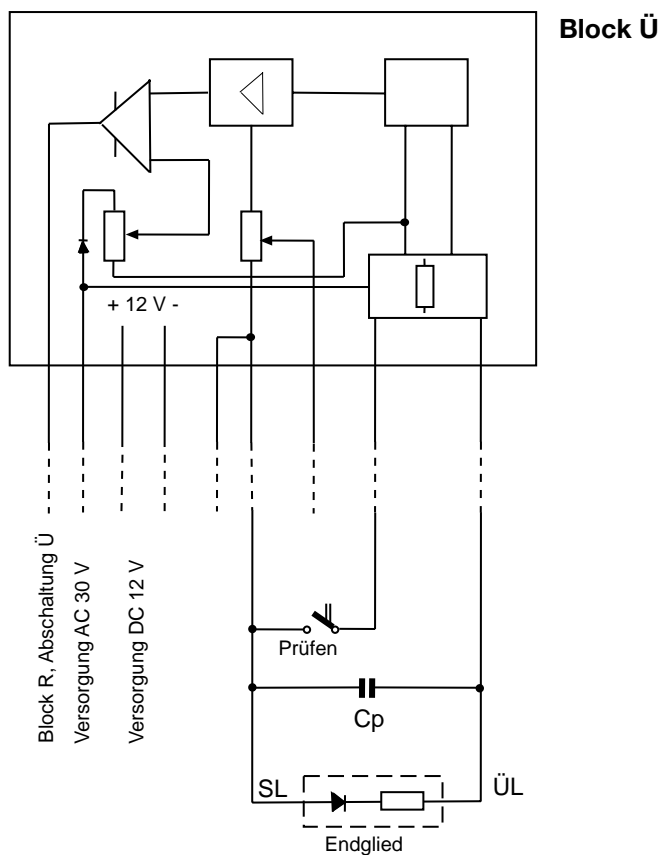 Block Ü
+ 12 V -
Block R, Abschaltung Ü
Versorgung AC 30 V
Versorgung DC 12 V
Prüfen
Cp
SL
ÜL
Endglied